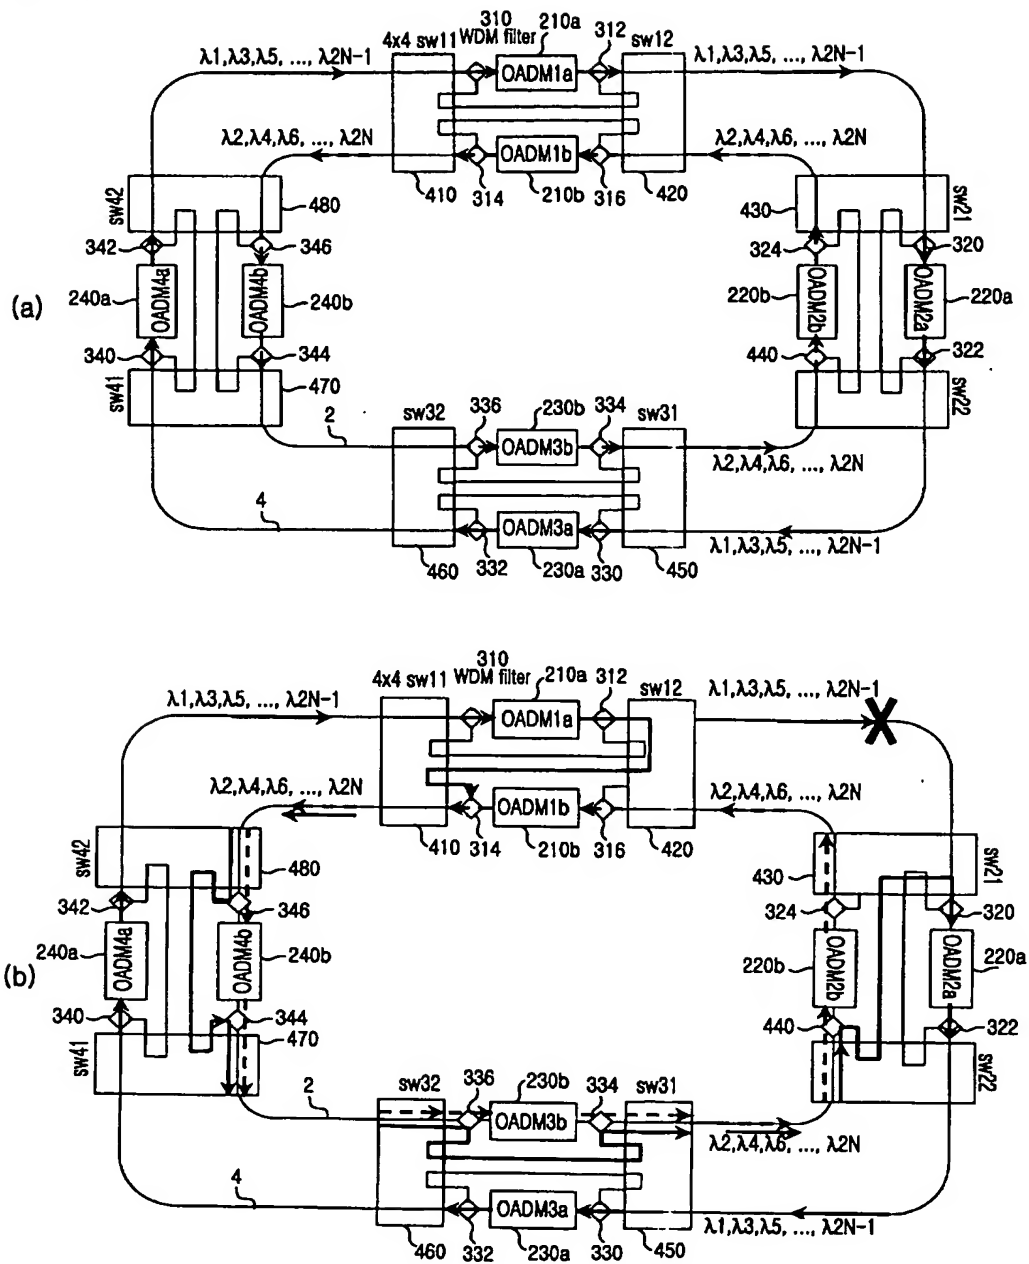 310
WDM filter
210a
312
4x4 sw11
sw12
λ1,λ3,λ5, ..., λ2N-1
OADM1a
λ1,λ3,λ5, ..., λ2N-1
λ2,λ4,λ6, ..., λ2N
OADM1b
λ2,λ4,λ6, ..., λ2N
410
314
210b
316
420
sw42
480
430
sw21
342
346
324
320
(a)
240a
OADM4a
OADM4b
240b
220b
OADM2b
OADM2a
220a
340
344
440
322
sw41
470
sw22
2
sw32
336
230b
334
sw31
OADM3b
λ2,λ4,λ6, ..., λ2N
4
OADM3a
λ1,λ3,λ5, ..., λ2N-1
460
332
230a
330
450
310
WDM filter
210a
312
4x4 sw11
sw12
λ1,λ3,λ5, ..., λ2N-1
λ1,λ3,λ5, ..., λ2N-1
OADM1a
λ2,λ4,λ6, ..., λ2N
OADM1b
λ2,λ4,λ6, ..., λ2N
410
314
210b
316
420
sw42
480
430
sw21
342
346
324
320
(b)
240a
OADM4a
OADM4b
240b
220b
OADM2b
OADM2a
220a
340
344
440
322
sw41
470
sw22
2
sw32
336
230b
334
sw31
OADM3b
λ2,λ4,λ6, ..., λ2N
4
OADM3a
λ1,λ3,λ5, ..., λ2N-1
460
332
230a
330
450